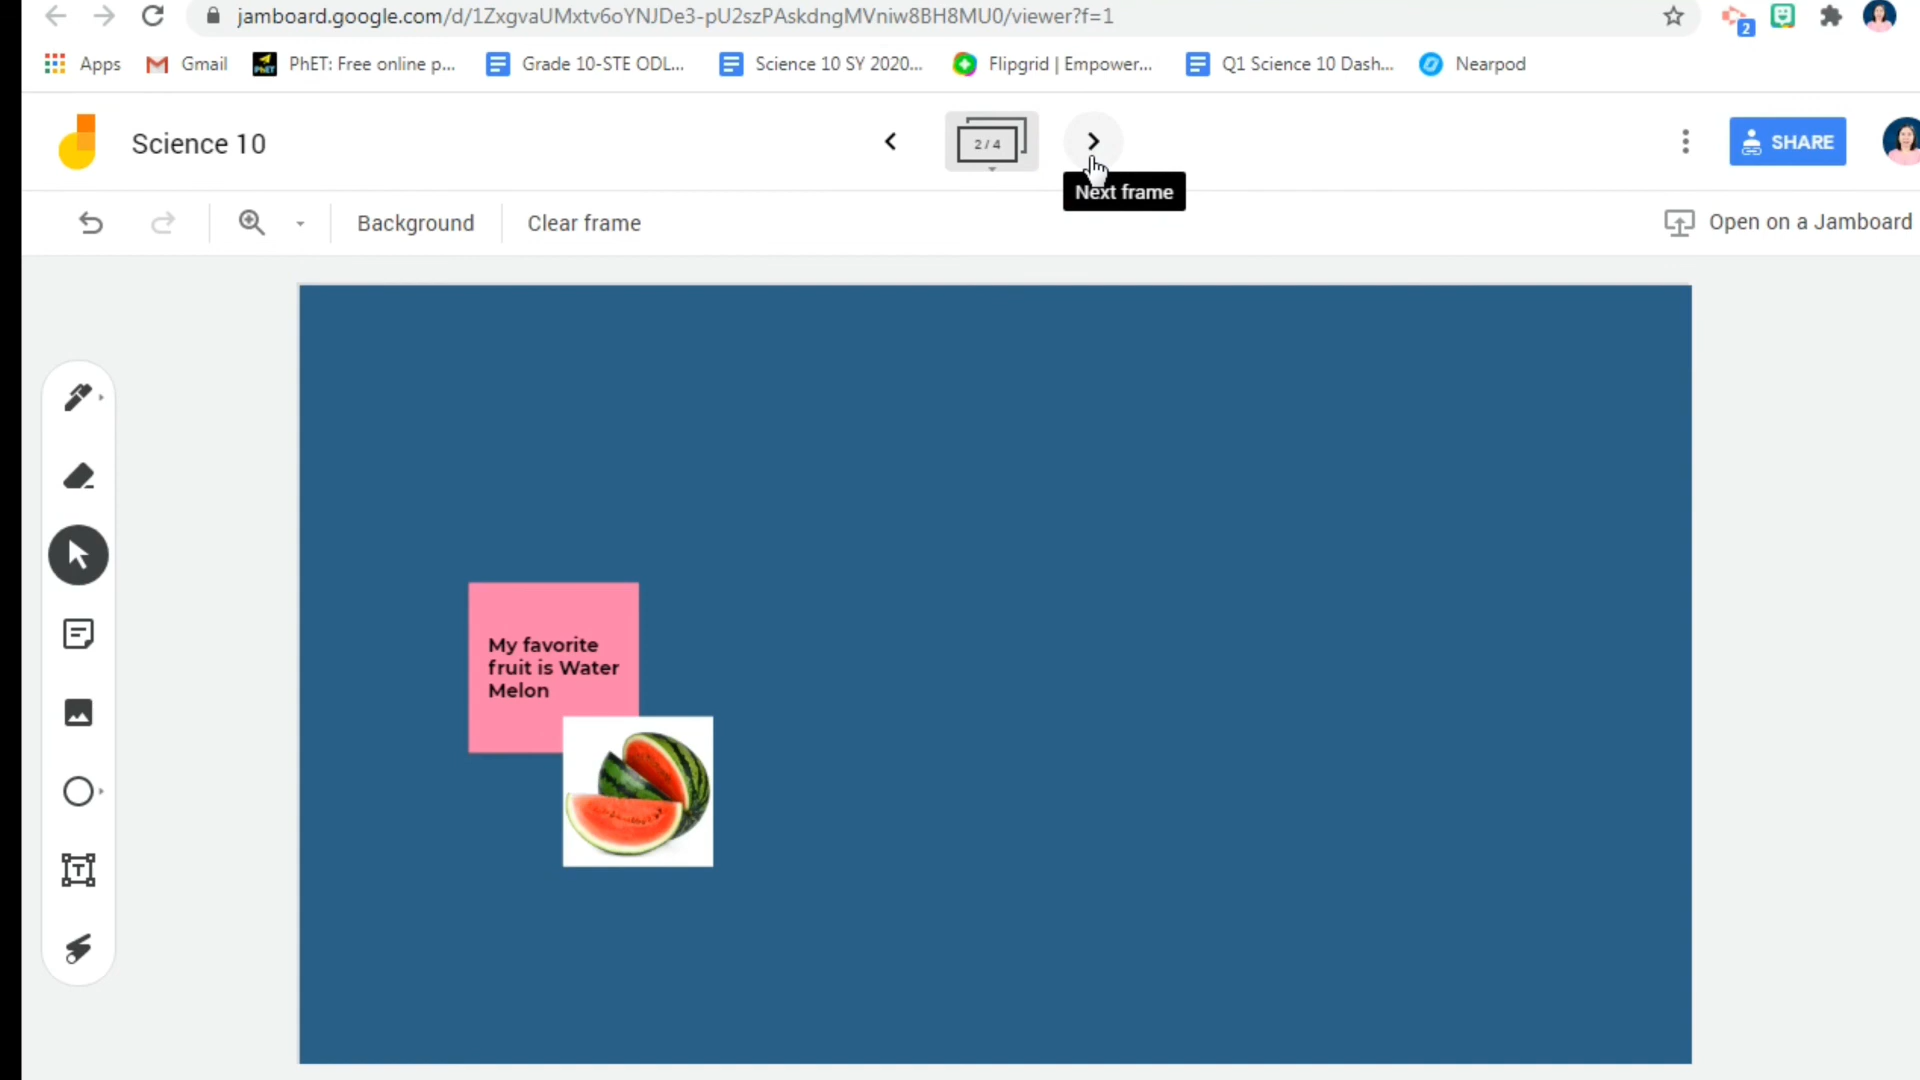 jamboard.google.com/d/1ZxgvaUMxtv6oYNJDe3-pU2szPAskdngMVniw8BH8MU0/viewer?f=1
2
Apps
Gmail
PhET: Free online p...
Grade 10-STE ODL...
Science 10 SY 2020...
Flipgrid | Empower...
Q1 Science 10 Dash...
Nearpod
Science 10
2 / 4
SHARE
Next frame
Background
Clear frame
Open on a Jamboard
My favorite
fruit is Water
Melon